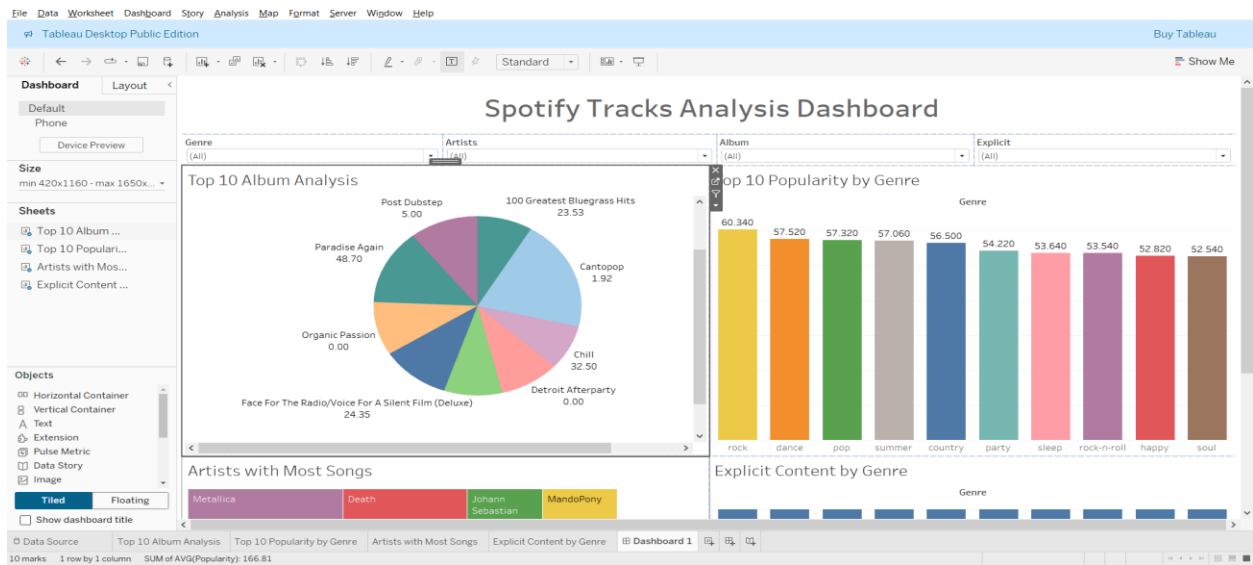 File Data Worksheet Dashboard Story Analysis Map Format Server Window Help
Tableau Desktop Public Edition
Buy Tableau
Standard
Show Me
Dashboard Layout
Default
Phone
Device Preview
Size
min 420x1160 - max 1650x...
Sheets
Top 10 Album ...
Top 10 Populari...
Artists with Mos...
Explicit Content ...
Objects
Horizontal Container
Vertical Container
Text
Extension
Pulse Metric
Data Story
Image
Tiled Floating
Show dashboard title
Spotify Tracks Analysis Dashboard
Genre Artists Album Explicit
(All) (All) (All) (All)
Top 10 Album Analysis
Post Dubstep
5.00
100 Greatest Bluegrass Hits
23.53
Paradise Again
48.70
Cantopop
1.92
Organic Passion
0.00
Chill
32.50
Detroit Afterparty
0.00
Face For The Radio/Voice For A Silent Film (Deluxe)
24.35
op 10 Popularity by Genre
Genre
60.340 57.520 57.320 57.060 56.500 54.220 53.640 53.540 52.820 52.540
rock dance pop summer country party sleep rock-n-roll happy soul
Artists with Most Songs
Metallica Death Johann Sebastian MandoPony
Explicit Content by Genre
Genre
Data Source Top 10 Album Analysis Top 10 Popularity by Genre Artists with Most Songs Explicit Content by Genre Dashboard 1
10 marks 1 row by 1 column SUM of AVG(Popularity): 166.81